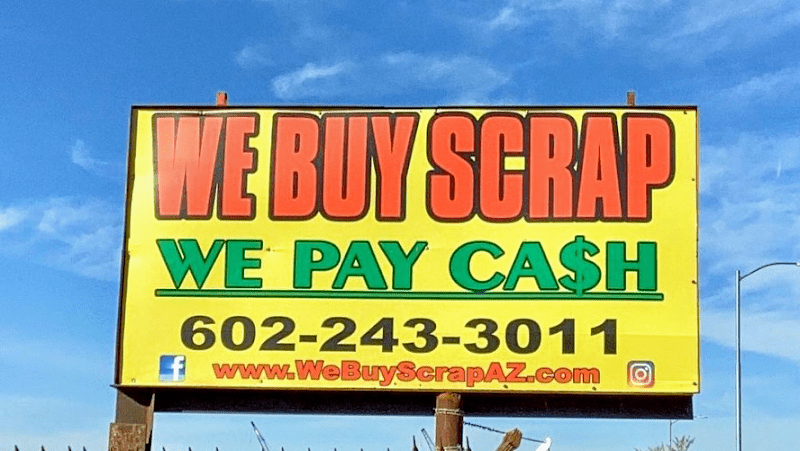 WE BUY SCRAP
WE PAY CA$H
602-243-3011
f www.WeBuyScrapAZ.com